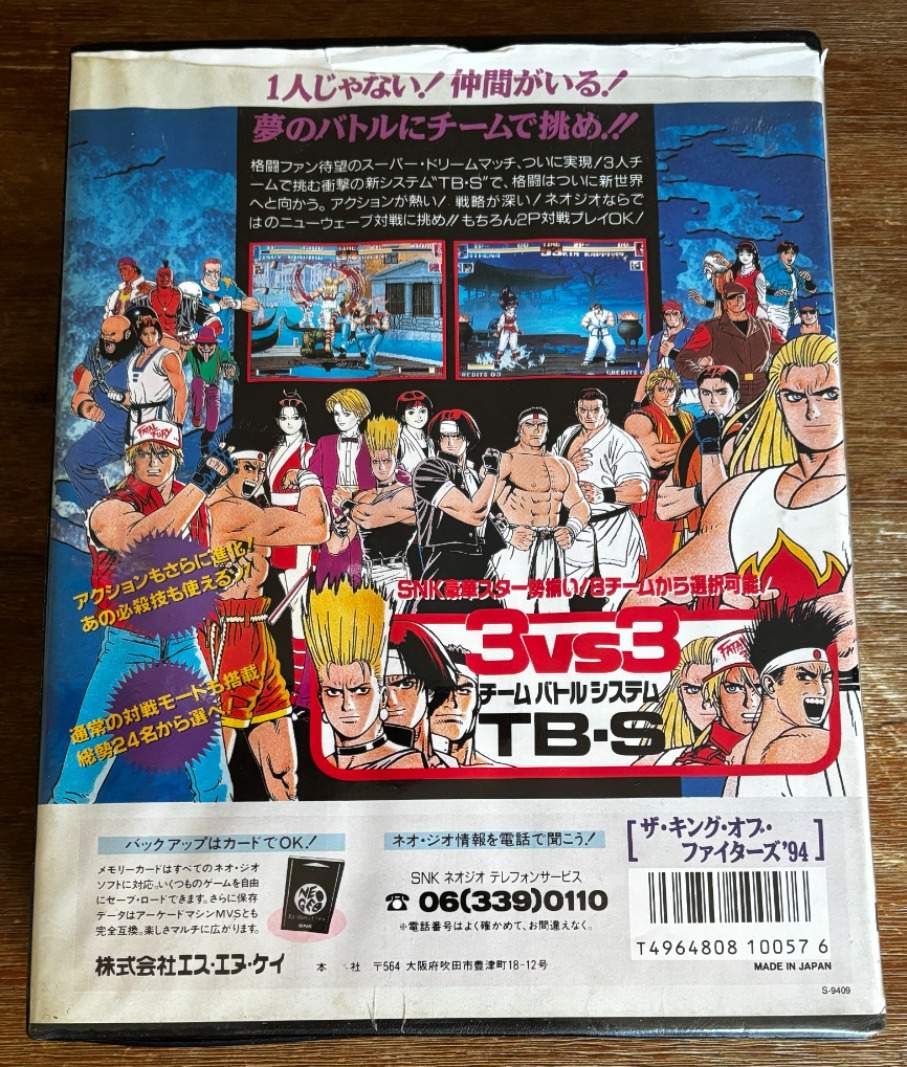 1人じゃない!仲間がいる!
夢のバトルにチームで挑め!!
格闘ファン待望のスーパー・ドリームマッチ、ついに実現!3人チ
ームで挑む衝撃の新システム"TB・S"で、格闘はついに新世界
へと向かう。アクションが熱い!戦略が深い!ネオジオならで
はのニューウェーブ対戦に挑め!!もちろん2P対戦プレイOK!
FATAL FURY
アクションもさらに進化!
あの必殺技も使えるゾ!
SNK豪華スター勢揃い!8チームから選択可能!
3vs3
チームバトルシステム
TB・S
FATAL
通常の対戦モードも搭載
総勢24名から選べ!
バックアップはカードでOK!
メモリーカードはすべてのネオ・ジオ
ソフトに対応。いくつものゲームを自由
にセーブ・ロードできます。さらに保存
データはアーケードマシンMVSとも
完全互換。楽しさマルチに広がります。
NEO
GEO
SNK
ネオ・ジオ情報を電話で聞こう!
SNK ネオジオ テレフォンサービス
☎ 06(339)0110
※電話番号はよく確かめて、お間違えなく。
[ザ・キング・オブ・
ファイターズ'94]
T4964808 10057 6
MADE IN JAPAN
株式会社エス・エヌ・ケイ 本 社 〒564 大阪府吹田市豊津町18-12号
S-9409